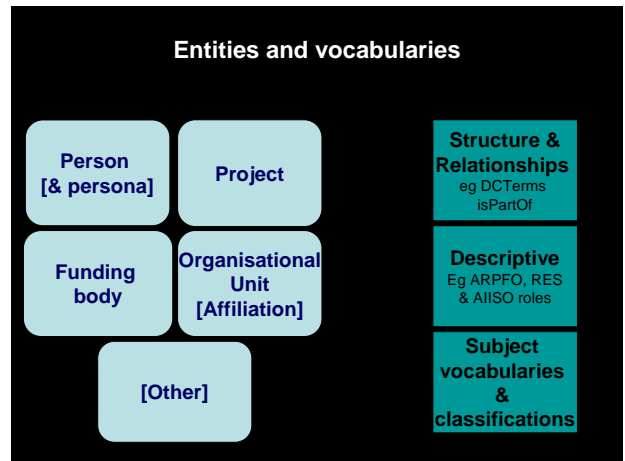 Entities and vocabularies
Person
[& persona]
Project
Funding
body
Organisational
Unit
[Affiliation]
[Other]
Structure &
Relationships
eg DCTerms
isPartOf
Descriptive
Eg ARPFO, RES
& AIISO roles
Subject
vocabularies
&
classifications